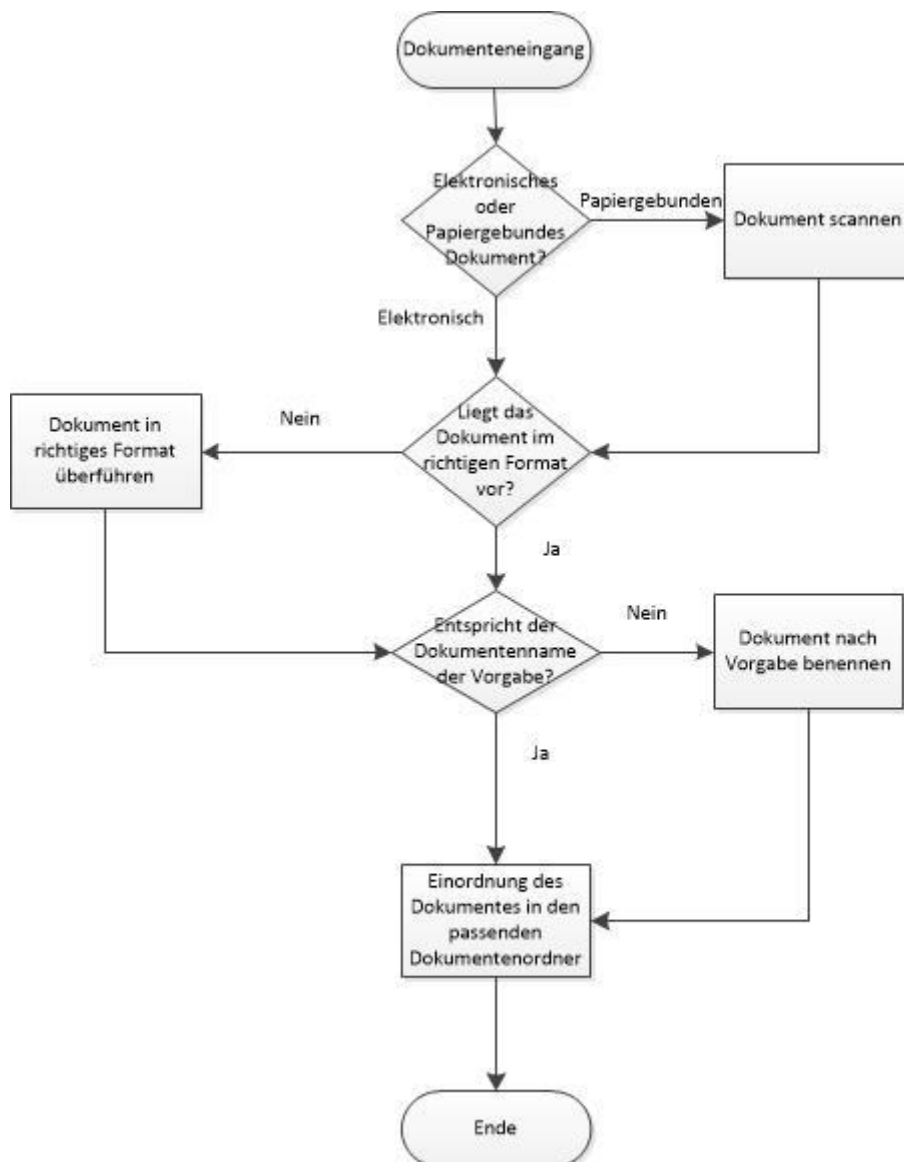 Dokumenteneingang
Elektronisches
oder
Papiergebundes
Dokument?
Papiergebunden
Dokument scannen
Elektronisch
Liegt das
Dokument im
richtigen Format
vor?
Nein
Dokument in
richtiges Format
überführen
Ja
Entspricht der
Dokumentenname
der Vorgabe?
Nein
Dokument nach
Vorgabe benennen
Ja
Einordnung des
Dokumentes in den
passenden
Dokumentenordner
Ende